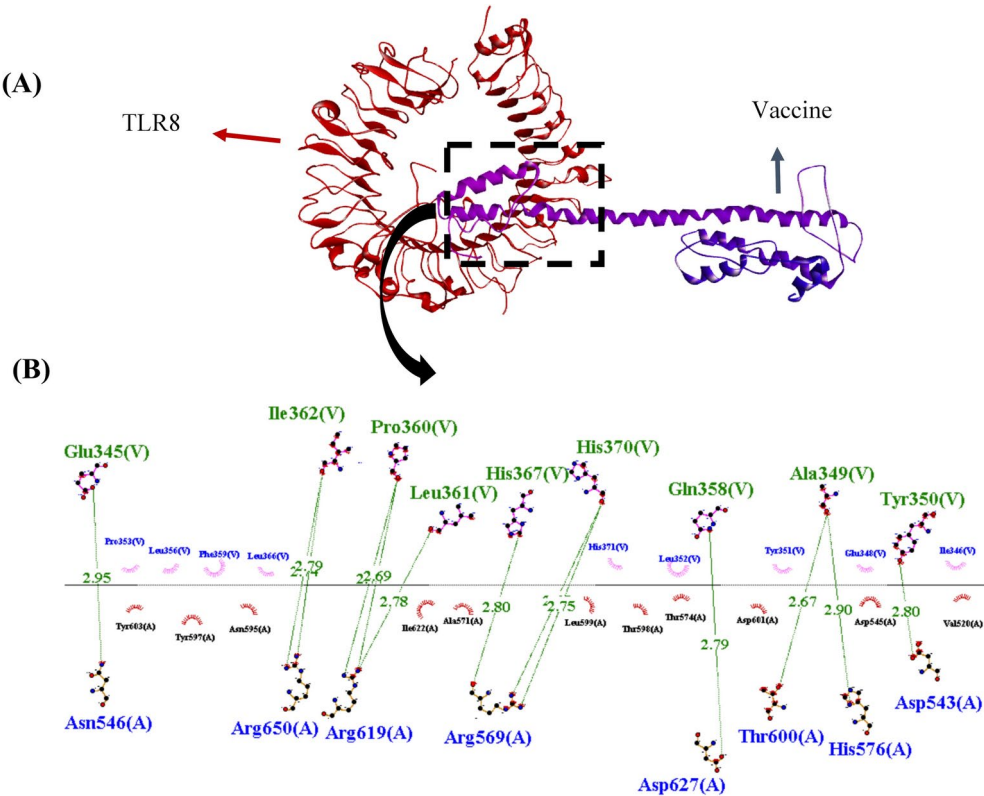 (A)
TLR8
Vaccine
(B)
Ile362(V)
Pro360(V)
His370(V)
Glu345(V)
His367(V)
Ala349(V)
Leu361(V)
Gln358(V)
Tyr350(V)
Pro353(V)
Leu356(V)
Phe359(V)
Leu366(V)
His371(V)
Leu352(V)
Tyr351(V)
Glu348(V)
Ile346(V)
2.95
2.79
2.69
2.78
2.80
2.75
2.79
2.67
2.90
2.80
Tyr603(A)
Tyr597(A)
Asn595(A)
Ile622(A)
Ala571(A)
Leu599(A)
Thr598(A)
Thr574(A)
Asp601(A)
Asp545(A)
Val520(A)
Asn546(A)
Arg650(A)
Arg619(A)
Arg569(A)
Asp627(A)
Thr600(A)
His576(A)
Asp543(A)